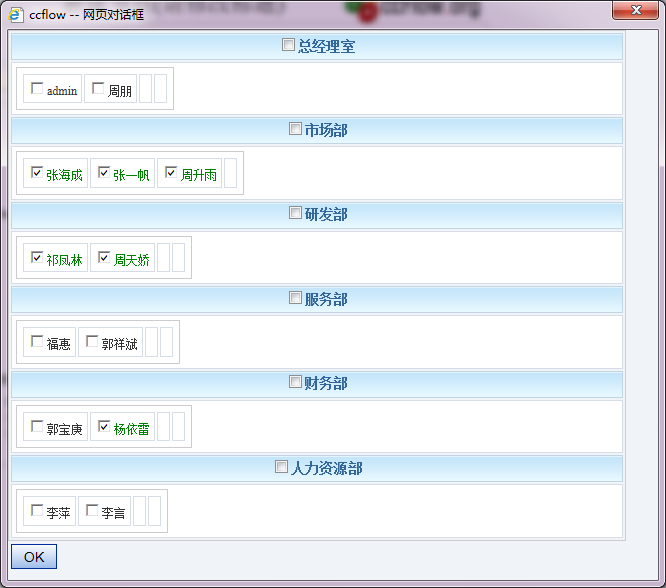 ccflow -- 网页对话框
总经理室
admin 周朋
市场部
张海成 张一帆 周升雨
研发部
祁凤林 周天娇
服务部
福惠 郭祥斌
财务部
郭宝庚 杨依雷
人力资源部
李萍 李言
OK